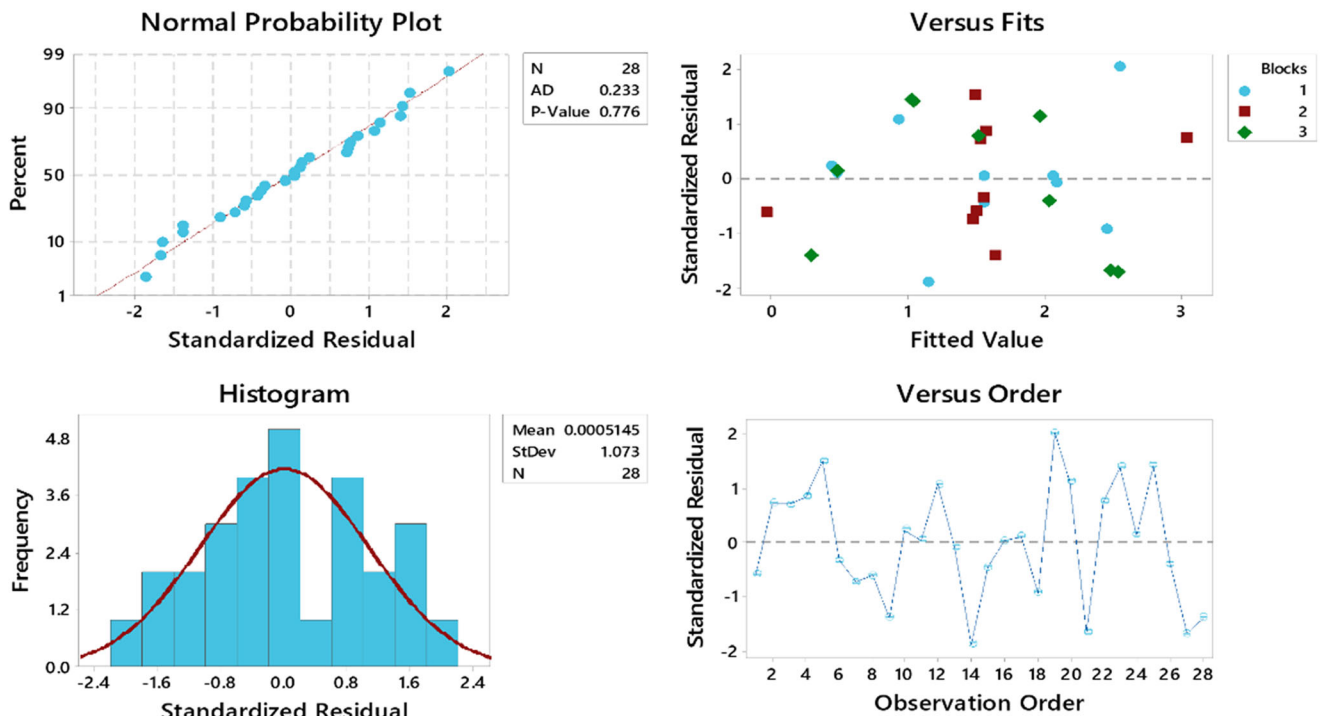 Normal Probability Plot
99
90
50
10
1
Percent
-2
-1
0
1
2
Standardized Residual
N 28
AD 0.233
P-Value 0.776
Versus Fits
2
1
0
-1
-2
Standardized Residual
0
1
2
3
Fitted Value
Blocks
1
2
3
Histogram
4.8
3.6
2.4
1.2
0.0
Frequency
-2.4
-1.6
-0.8
0.0
0.8
1.6
2.4
Standardized Residual
Mean 0.0005145
StDev 1.073
N 28
Versus Order
2
1
0
-1
-2
Standardized Residual
2 4 6 8 10 12 14 16 18 20 22 24 26 28
Observation Order